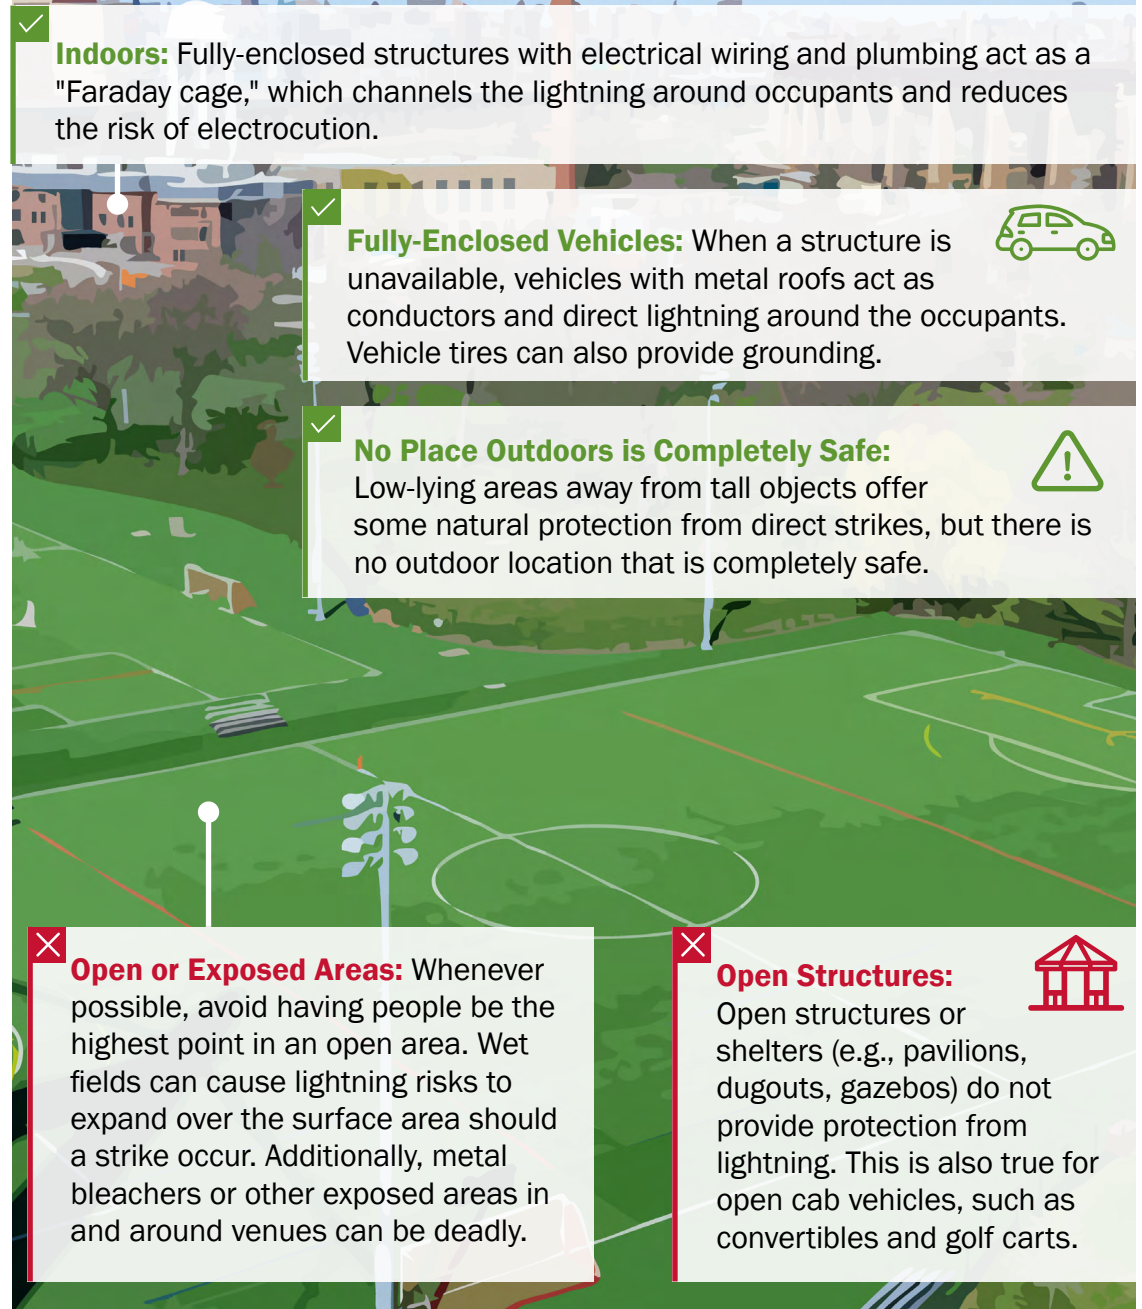 Indoors: Fully-enclosed structures with electrical wiring and plumbing act as a
"Faraday cage," which channels the lightning around occupants and reduces
the risk of electrocution.
Fully-Enclosed Vehicles: When a structure is
unavailable, vehicles with metal roofs act as
conductors and direct lightning around the occupants.
Vehicle tires can also provide grounding.
No Place Outdoors is Completely Safe:
Low-lying areas away from tall objects offer
some natural protection from direct strikes, but there is
no outdoor location that is completely safe.
Open or Exposed Areas: Whenever
possible, avoid having people be the
highest point in an open area. Wet
fields can cause lightning risks to
expand over the surface area should
a strike occur. Additionally, metal
bleachers or other exposed areas in
and around venues can be deadly.
Open Structures:
Open structures or
shelters (e.g., pavilions,
dugouts, gazebos) do not
provide protection from
lightning. This is also true for
open cab vehicles, such as
convertibles and golf carts.